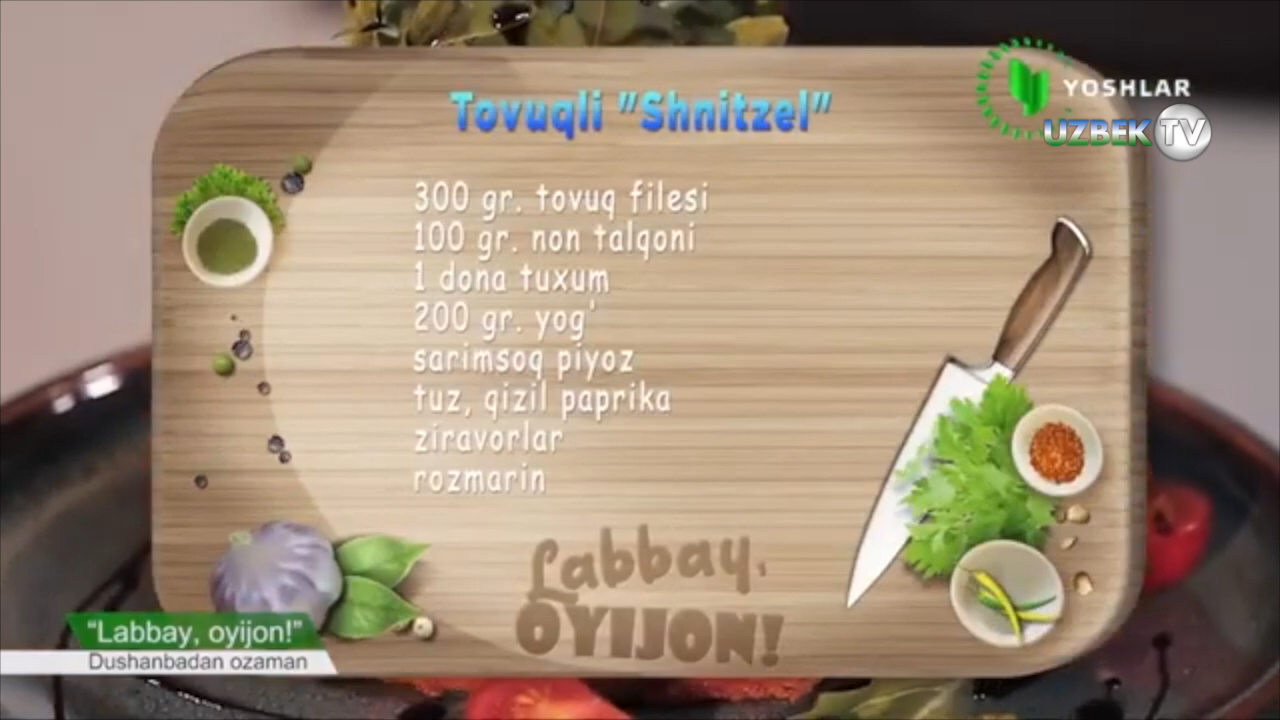 Tovuqli "Shnitzel"
YOSHLAR
UZBEK TV
300 gr. tovuq filesi
100 gr. non talqoni
1 dona tuxum
200 gr. yog'
sarimsoq piyoz
tuz, qizil paprika
ziravorlar
rozmarin
Labbay,
OYIJON!
"Labbay, oyijon!"
Dushanbadan ozaman